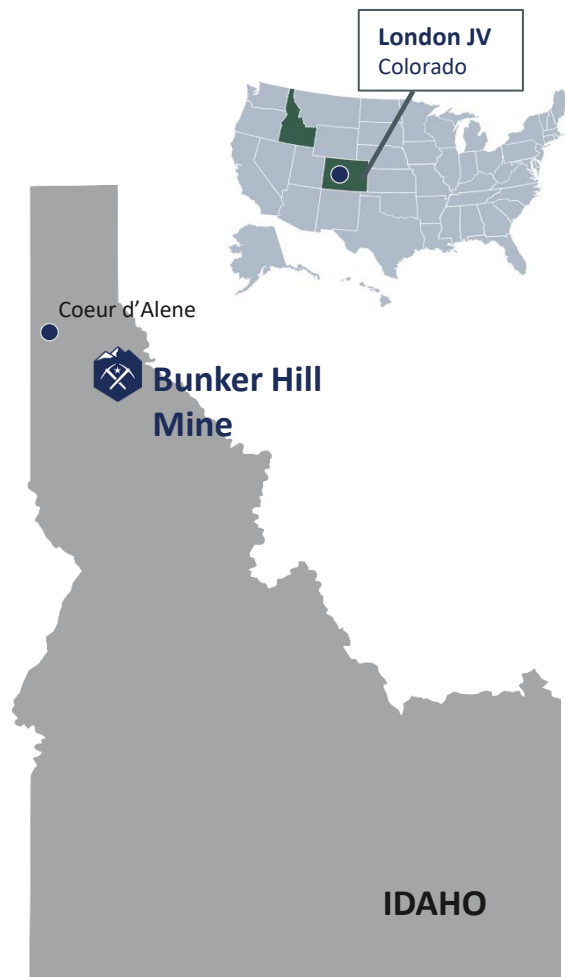 London JV
Colorado
Coeur d’Alene
Bunker Hill
Mine
IDAHO